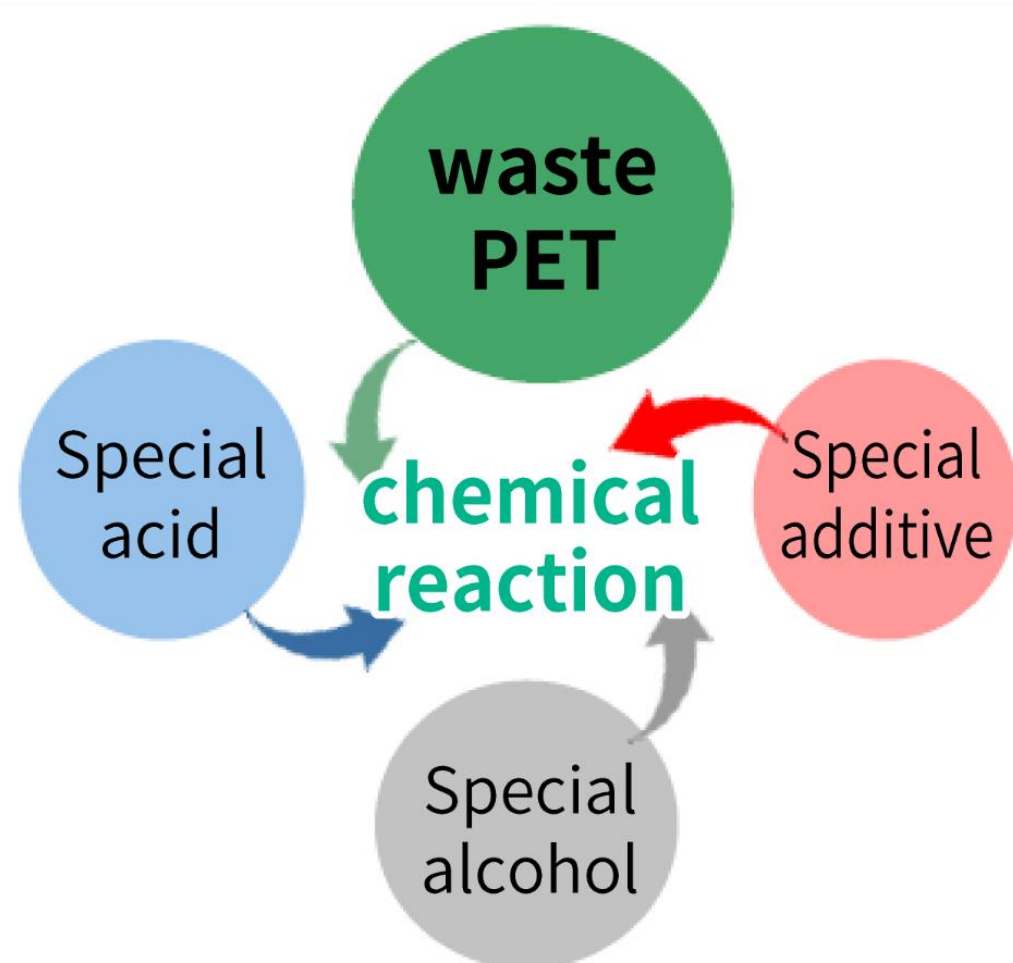 waste
PET
Special
acid
chemical
reaction
Special
additive
Special
alcohol